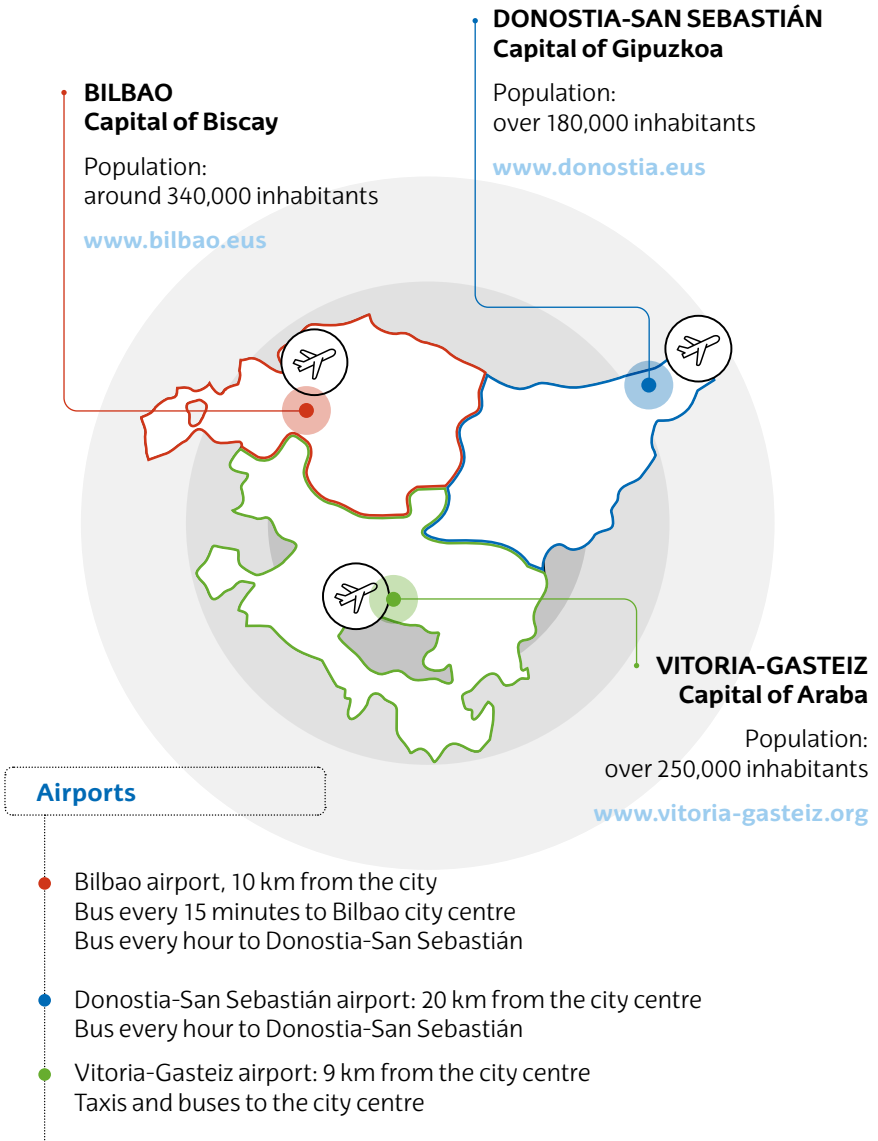 DONOSTIA-SAN SEBASTIÁN
Capital of Gipuzkoa
Population:
over 180,000 inhabitants
www.donostia.eus
BILBAO
Capital of Biscay
Population:
around 340,000 inhabitants
www.bilbao.eus
VITORIA-GASTEIZ
Capital of Araba
Population:
over 250,000 inhabitants
www.vitoria-gasteiz.org
Airports
Bilbao airport, 10 km from the city
Bus every 15 minutes to Bilbao city centre
Bus every hour to Donostia-San Sebastián
Donostia-San Sebastián airport: 20 km from the city centre
Bus every hour to Donostia-San Sebastián
Vitoria-Gasteiz airport: 9 km from the city centre
Taxis and buses to the city centre